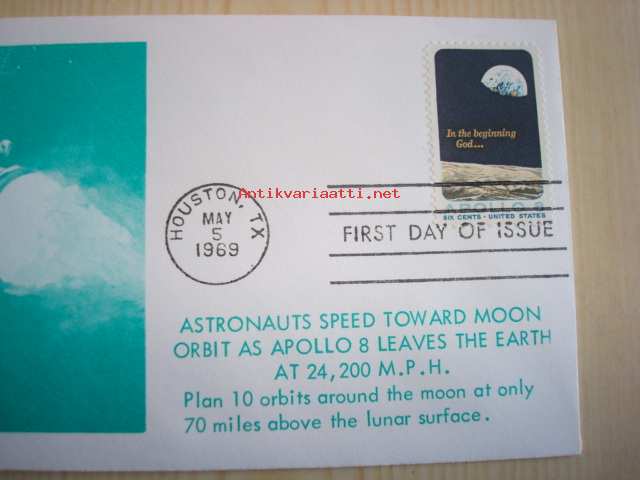 In the beginning
God...
APOLLO 8
SIX CENTS · UNITED STATES
Antikvariaatti.net
HOUSTON, TX
MAY
5
1969
FIRST DAY OF ISSUE
ASTRONAUTS SPEED TOWARD MOON
ORBIT AS APOLLO 8 LEAVES THE EARTH
AT 24,200 M.P.H.
Plan 10 orbits around the moon at only
70 miles above the lunar surface.